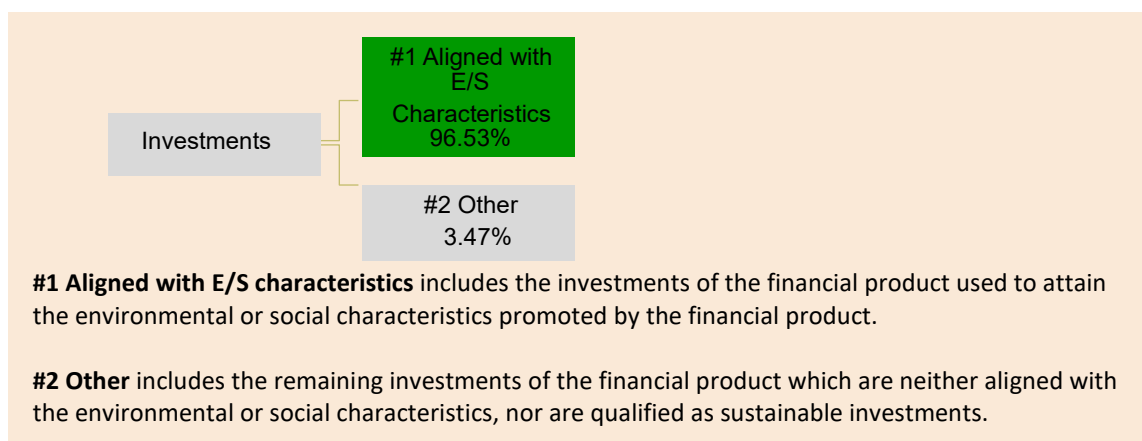 #1 Aligned with
E/S
Characteristics
96.53%
Investments
#2 Other
3.47%
#1 Aligned with E/S characteristics includes the investments of the financial product used to attain
the environmental or social characteristics promoted by the financial product.
#2 Other includes the remaining investments of the financial product which are neither aligned with
the environmental or social characteristics, nor are qualified as sustainable investments.